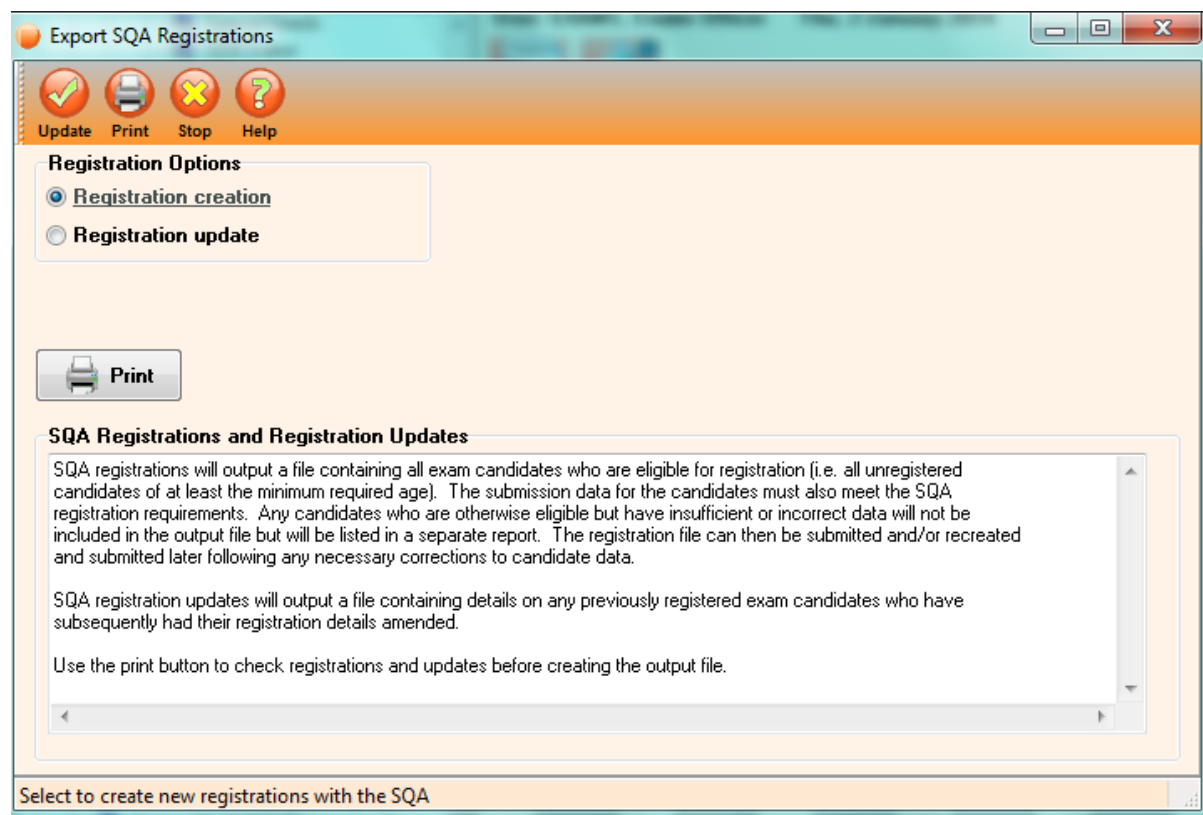 Export SQA Registrations
Update Print Stop Help
Registration Options
Registration creation
Registration update
Print
SQA Registrations and Registration Updates
SQA registrations will output a file containing all exam candidates who are eligible for registration (i.e. all unregistered
candidates of at least the minimum required age).  The submission data for the candidates must also meet the SQA
registration requirements.  Any candidates who are otherwise eligible but have insufficient or incorrect data will not be
included in the output file but will be listed in a separate report.  The registration file can then be submitted and/or recreated
and submitted later following any necessary corrections to candidate data.
SQA registration updates will output a file containing details on any previously registered exam candidates who have
subsequently had their registration details amended.
Use the print button to check registrations and updates before creating the output file.
Select to create new registrations with the SQA